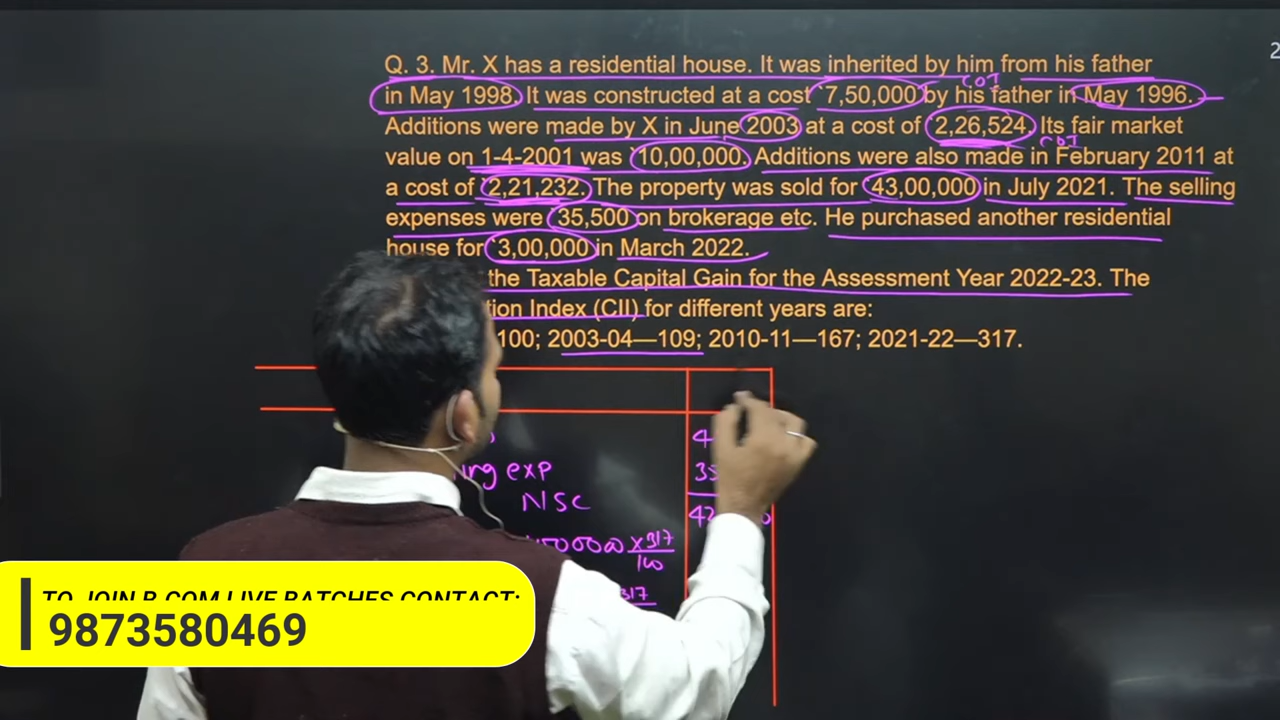 2
Q. 3. Mr. X has a residential house. It was inherited by him from his father
COI
in May 1998. It was constructed at a cost `7,50,000 by his father in May 1996.
Additions were made by X in June 2003 at a cost of `2,26,524. Its fair market
COI
value on 1-4-2001 was `10,00,000. Additions were also made in February 2011 at
a cost of `2,21,232. The property was sold for `43,00,000 in July 2021. The selling
expenses were `35,500 on brokerage etc. He purchased another residential
house for `3,00,000 in March 2022.
the Taxable Capital Gain for the Assessment Year 2022-23. The
tion Index (CII) for different years are:
100; 2003-04—109; 2010-11—167; 2021-22—317.
exp
NSC
x 317
100
317
TO JOIN B.COM LIVE BATCHES CONTACT:
9873580469